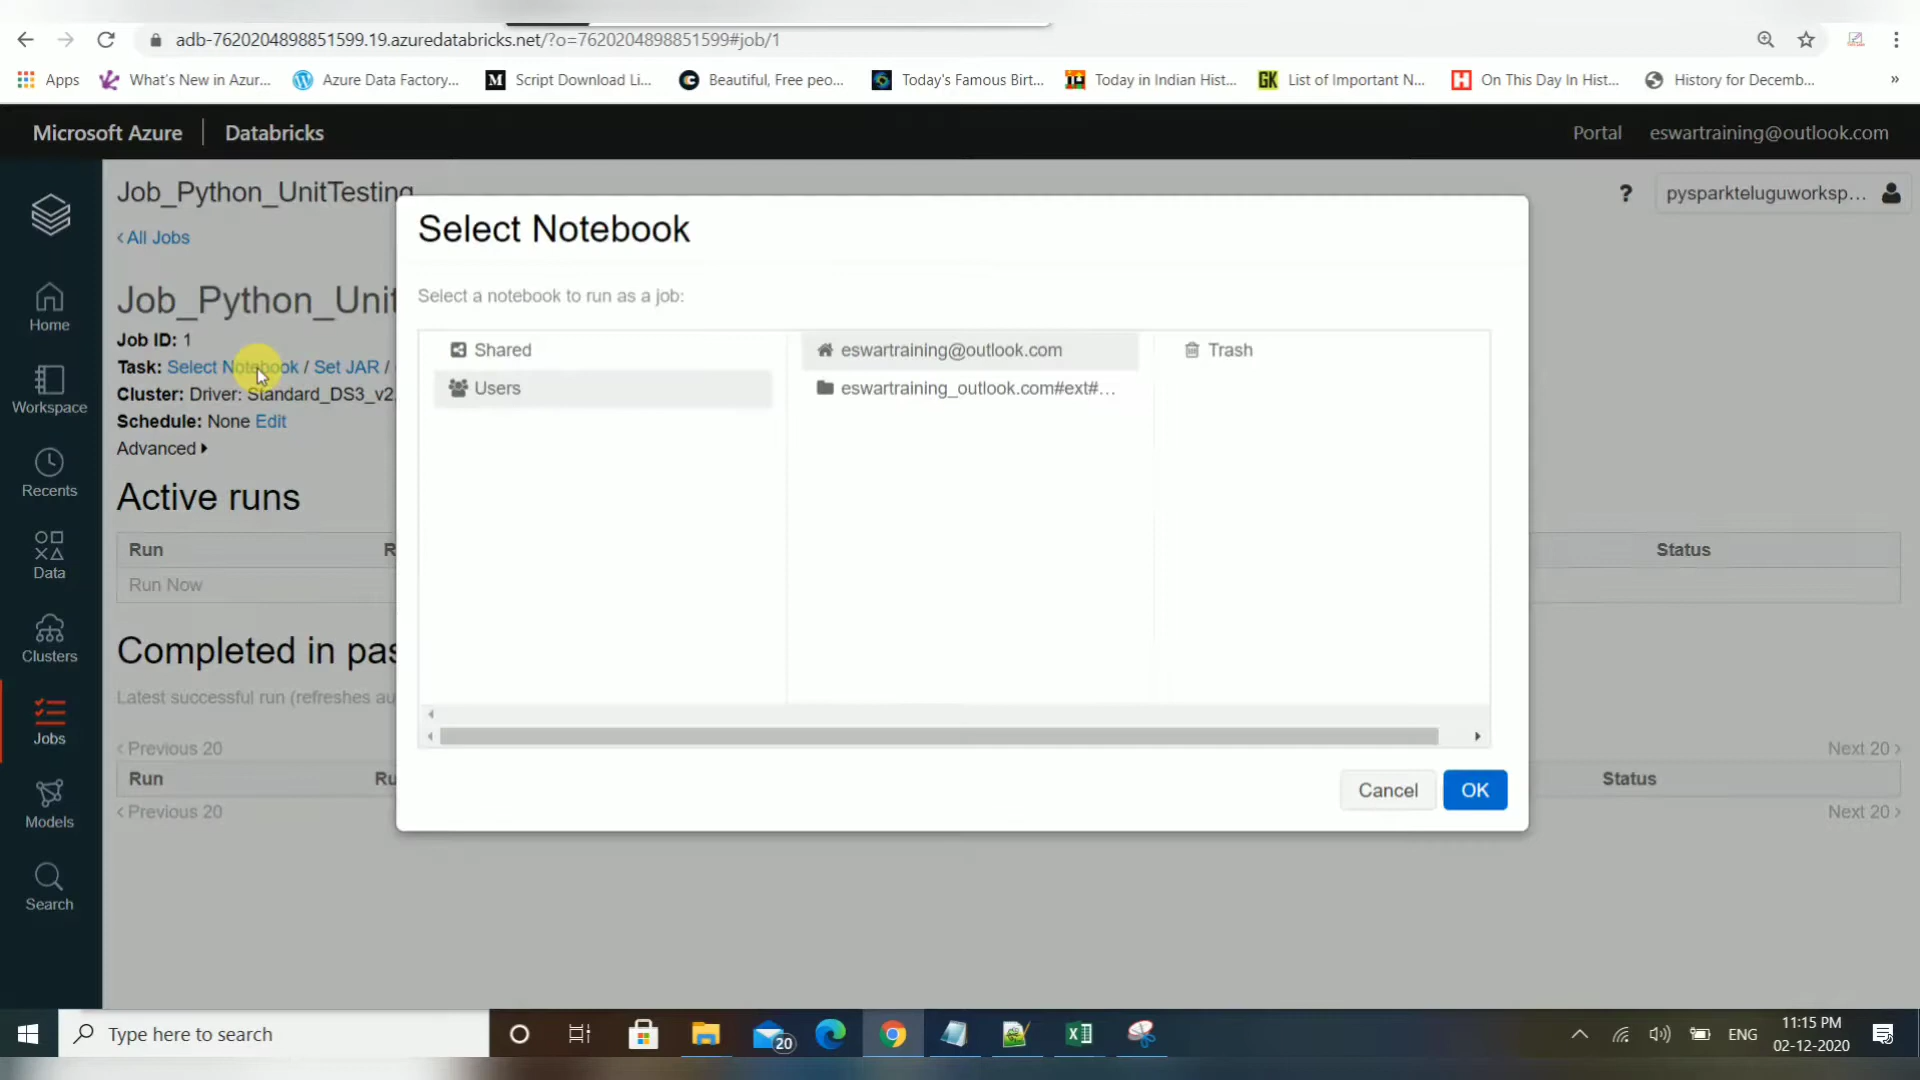 adb-7620204898851599.19.azuredatabricks.net/?o=7620204898851599#job/1
Apps What's New in Azur... Azure Data Factory... Script Download Li... Beautiful, Free peo... Today's Famous Birt... Today in Indian Hist... GK List of Important N... On This Day In Hist... History for Decemb... »
Microsoft Azure Databricks Portal eswartraining@outlook.com
Job_Python_UnitTesting ? pysparkteluguworksp...
All Jobs
Select Notebook
Select a notebook to run as a job:
Job_Python_Unit
Job ID: 1
Task: Select Notebook / Set JAR /
Cluster: Driver: Standard_DS3_v2
Schedule: None Edit
Advanced
Shared
Users
eswartraining@outlook.com
eswartraining_outlook.com#ext#...
Trash
Home
Workspace
Recents
Data
Clusters
Jobs
Models
Search
Active runs
Run R Status
Run Now
Completed in pas
Latest successful run (refreshes au
Previous 20 Next 20
Run Ru Status
Previous 20 Next 20
Cancel OK
Type here to search
20
ENG
11:15 PM
02-12-2020